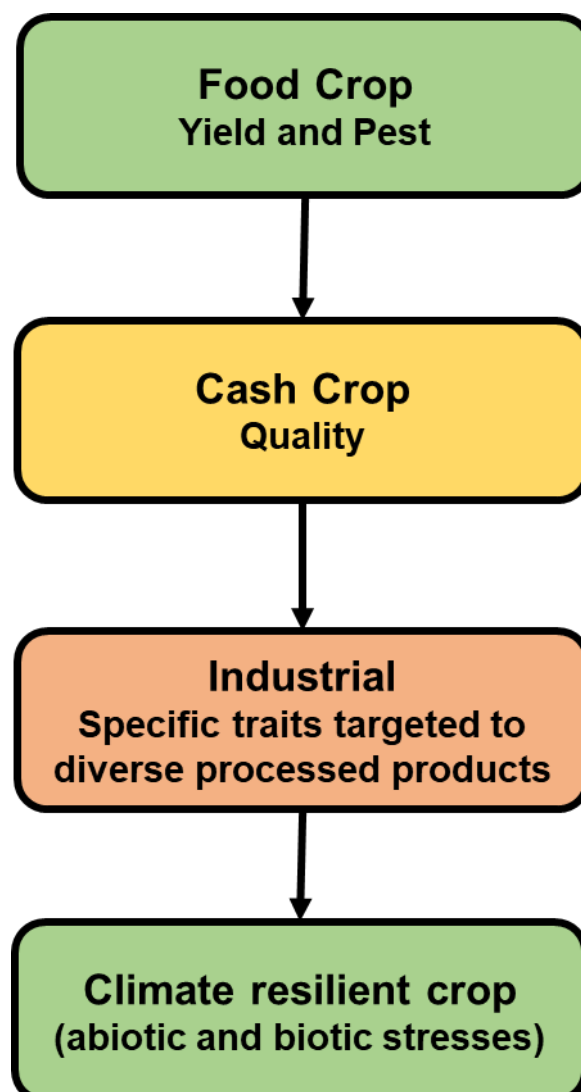 Food Crop
Yield and Pest
Cash Crop
Quality
Industrial
Specific traits targeted to
diverse processed products
Climate resilient crop
(abiotic and biotic stresses)